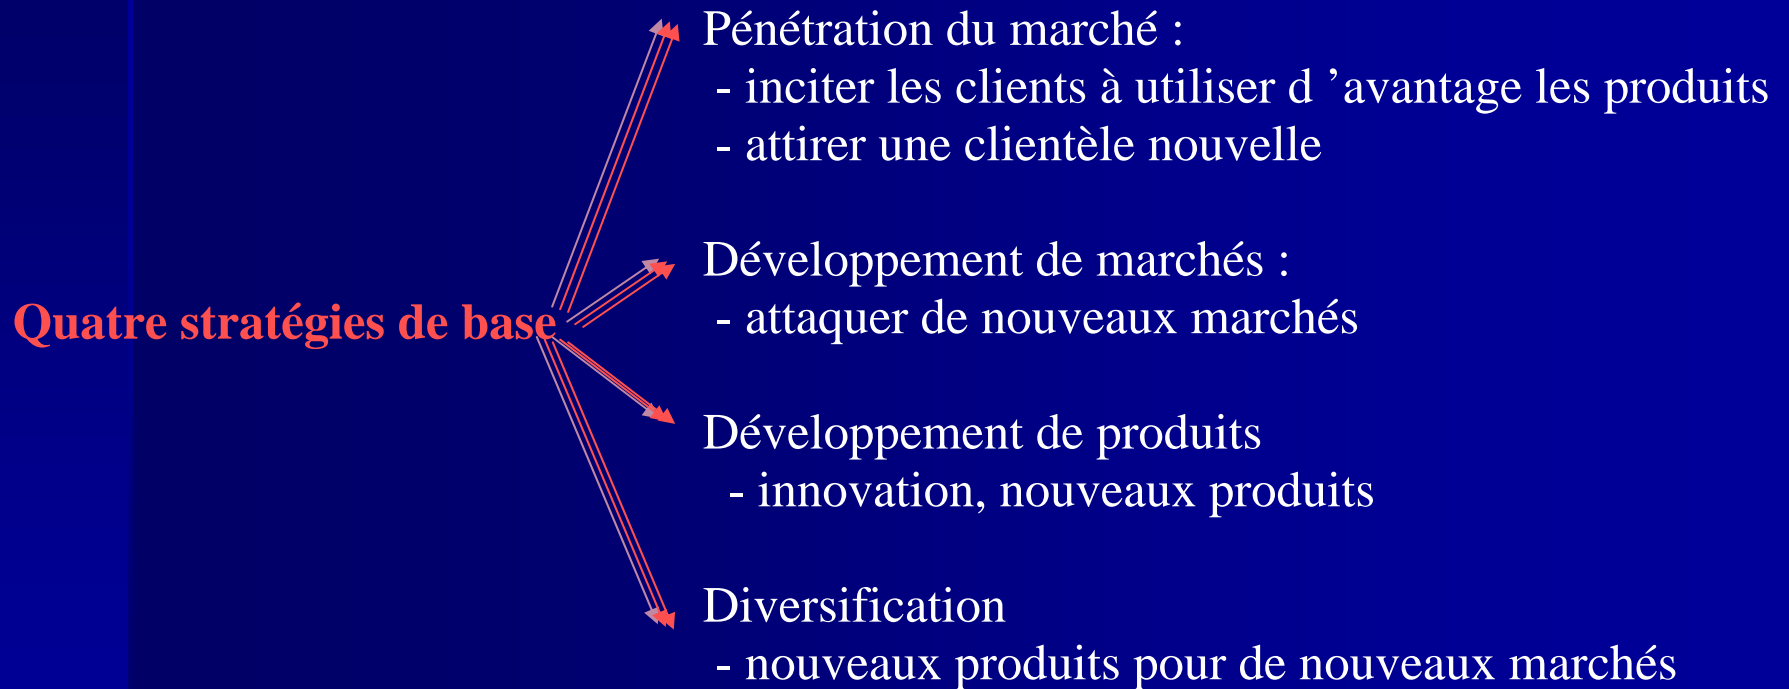 Pénétration du marché :
- inciter les clients à utiliser d ’avantage les produits
- attirer une clientèle nouvelle
Développement de marchés :
Quatre stratégies de base
- attaquer de nouveaux marchés
Développement de produits
- innovation, nouveaux produits
Diversification
- nouveaux produits pour de nouveaux marchés